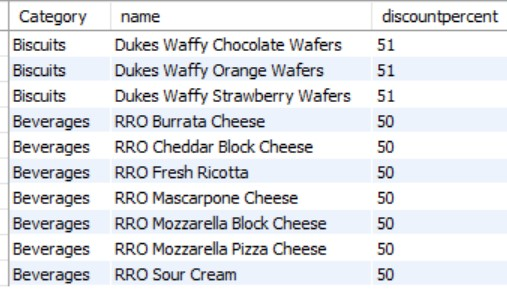 Category name discountpercent
Biscuits Dukes Waffy Chocolate Wafers 51
Biscuits Dukes Waffy Orange Wafers 51
Biscuits Dukes Waffy Strawberry Wafers 51
Beverages RRO Burrata Cheese 50
Beverages RRO Cheddar Block Cheese 50
Beverages RRO Fresh Ricotta 50
Beverages RRO Mascarpone Cheese 50
Beverages RRO Mozzarella Block Cheese 50
Beverages RRO Mozzarella Pizza Cheese 50
Beverages RRO Sour Cream 50